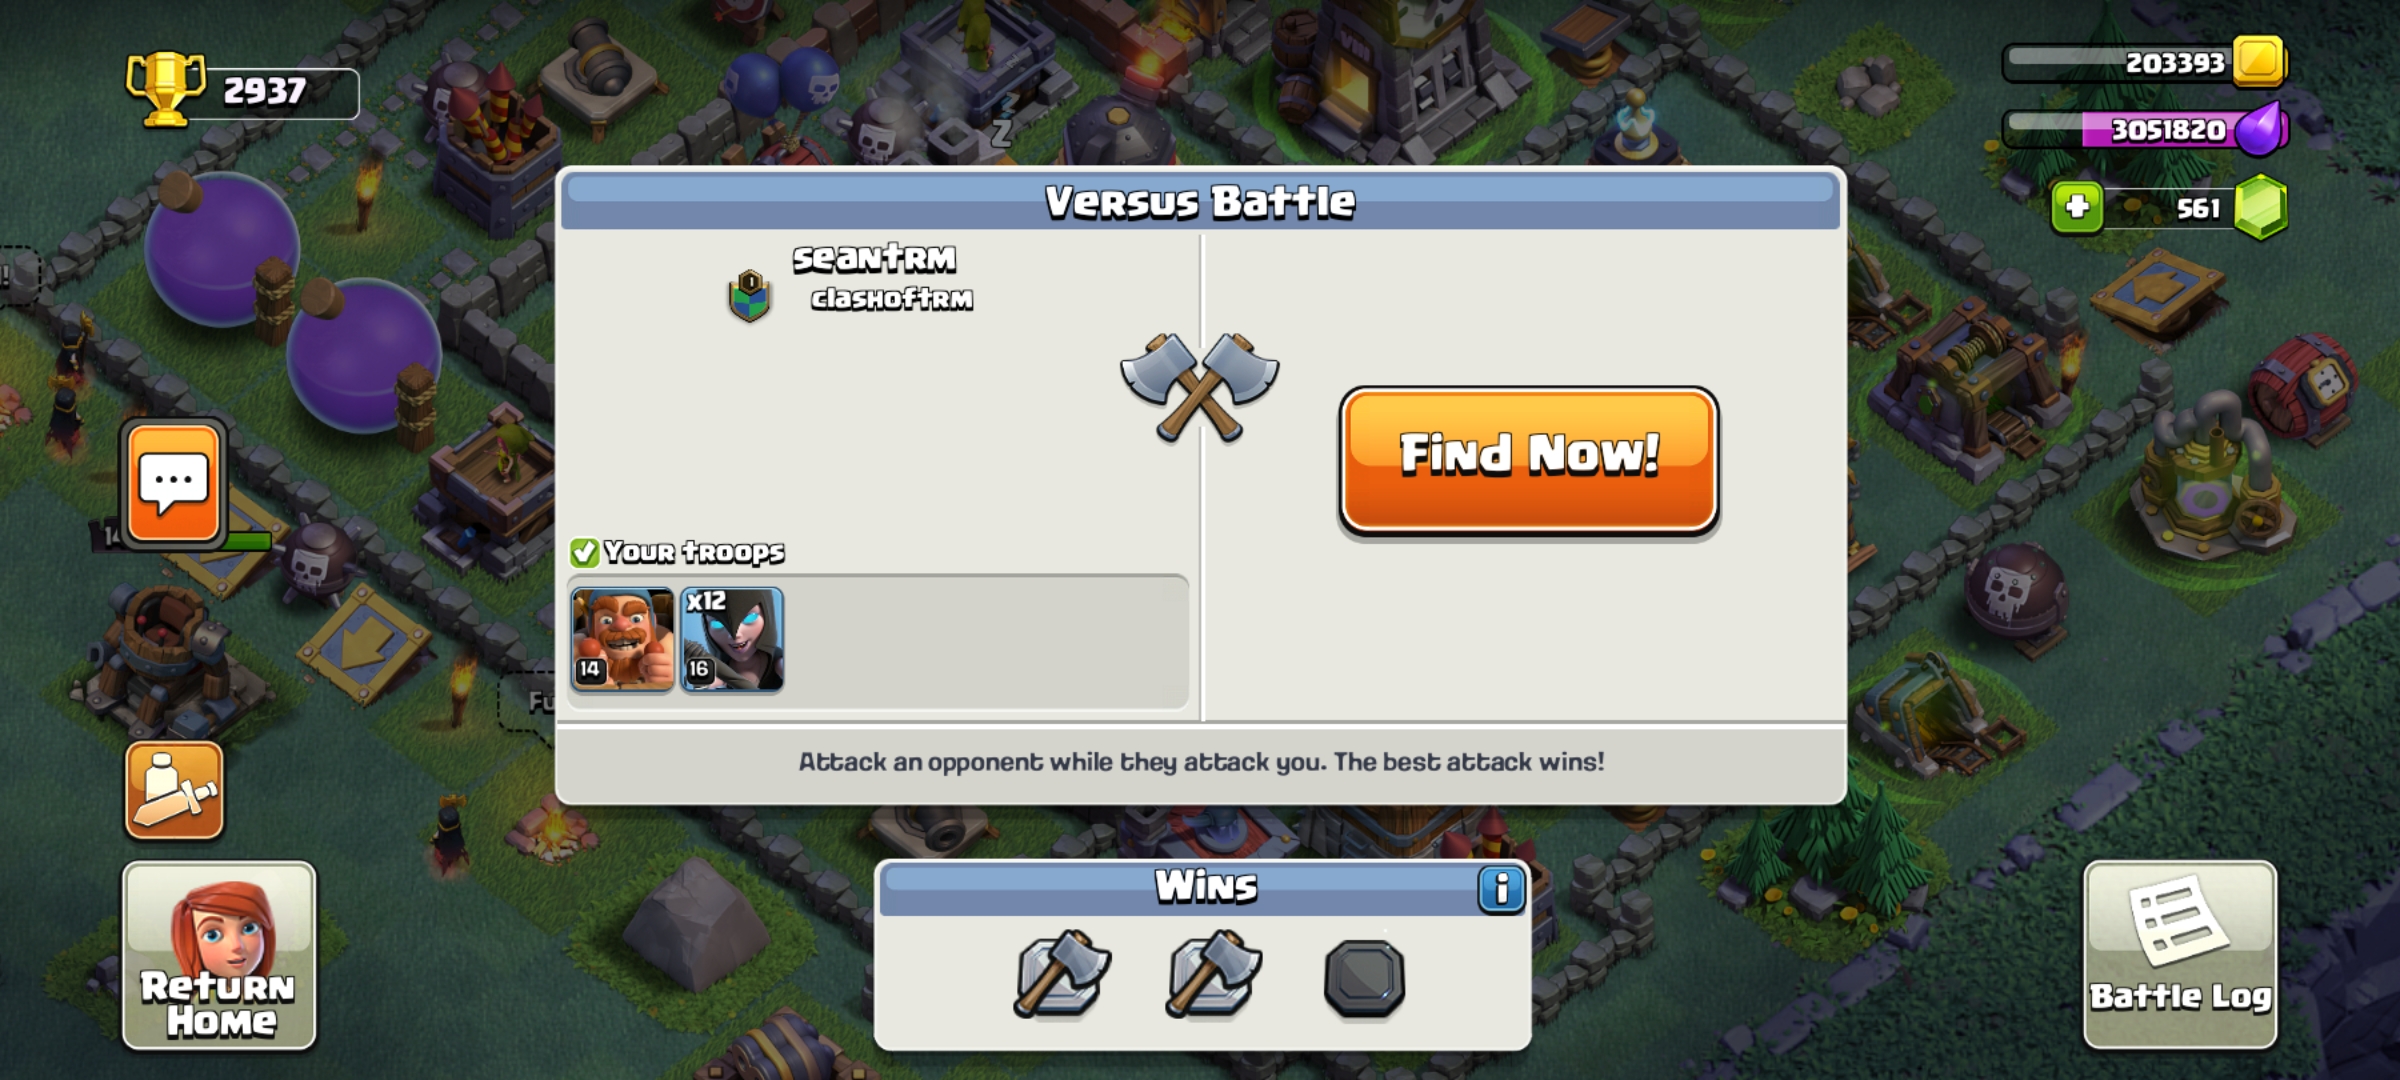 2937
203393
3051820
561
Versus Battle
seantrm
clashoftrm
Find Now!
Your troops
x12
14
16
Attack an opponent while they attack you. The best attack wins!
Wins
i
Return
Home
Battle Log